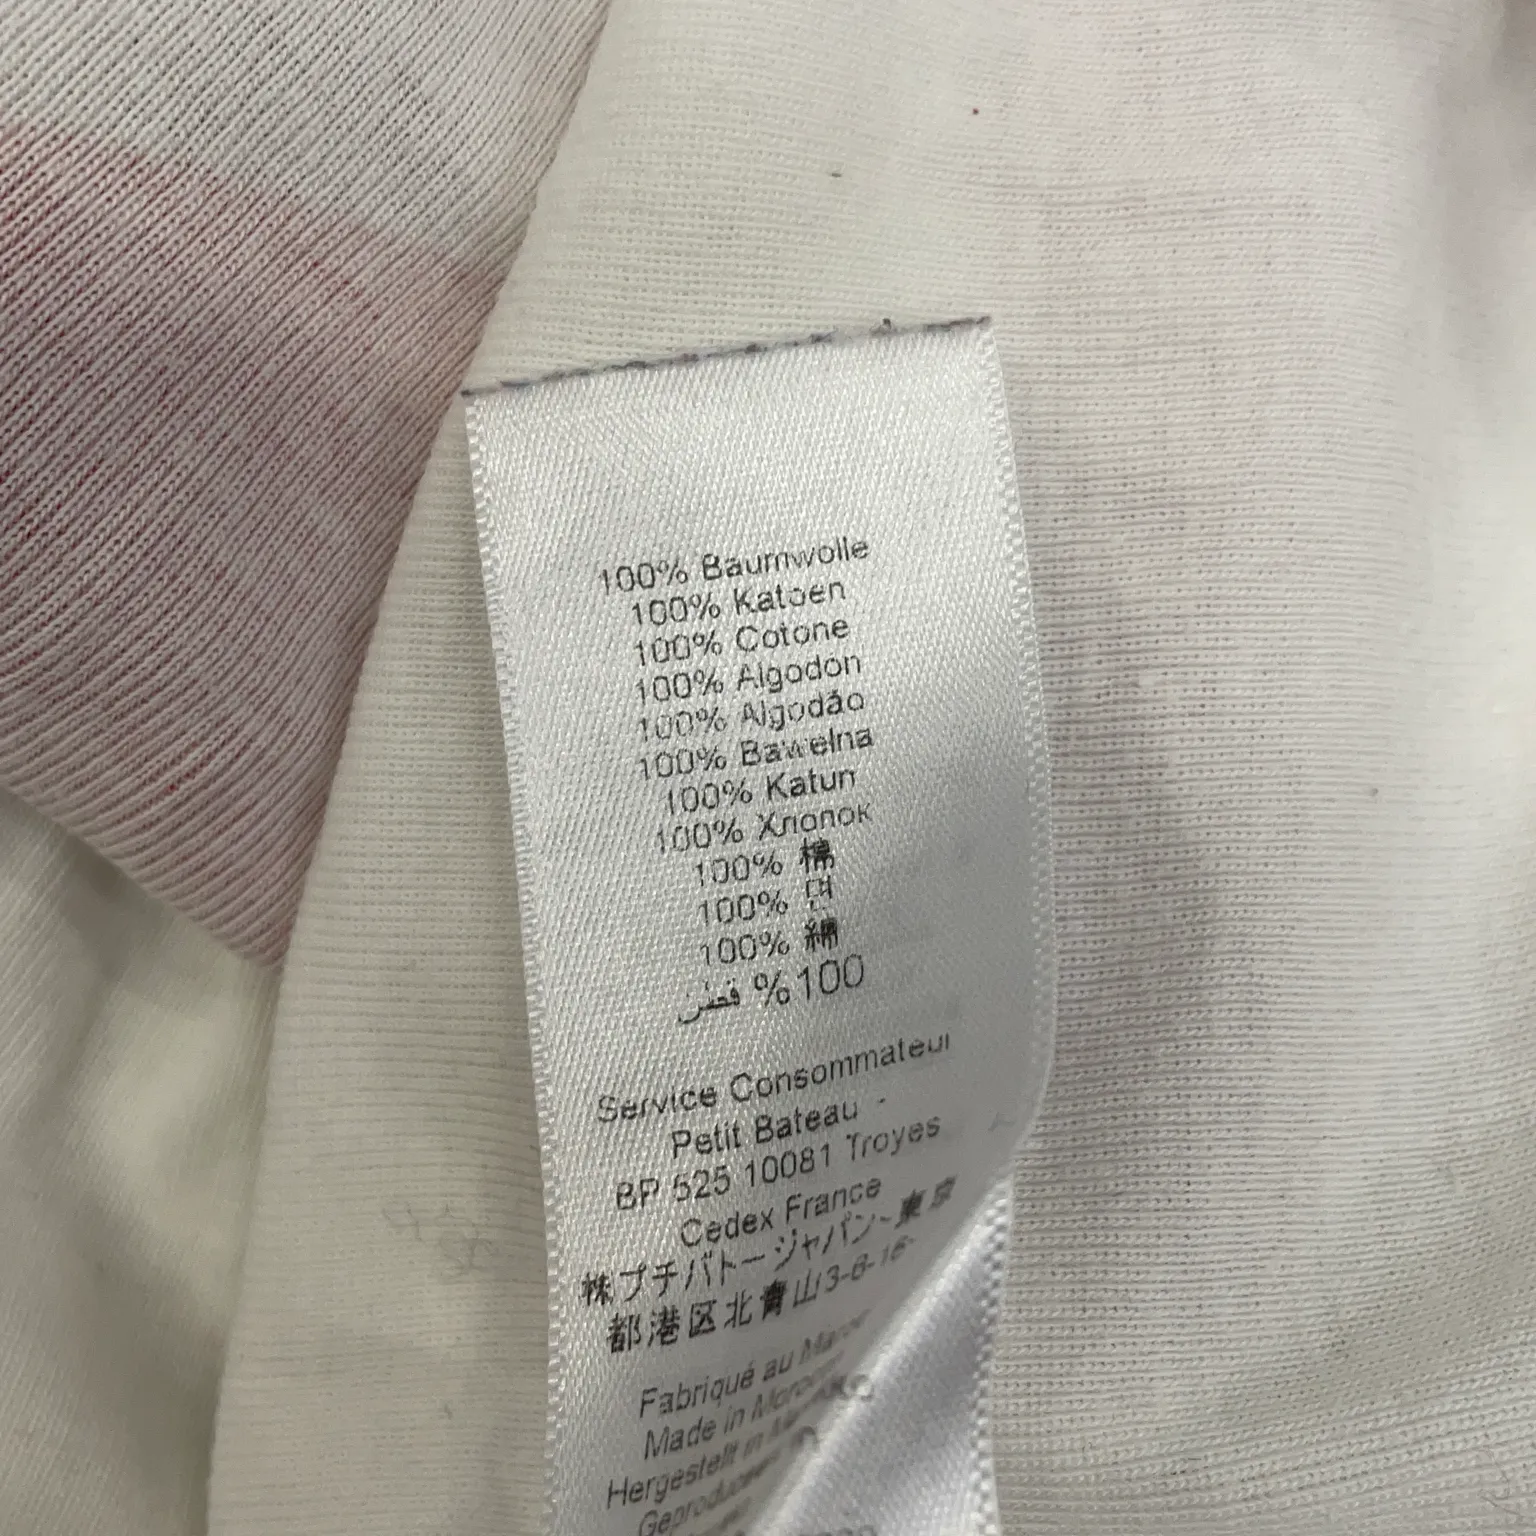 100% Baumwolle
100% Katoen
100% Cotone
100% Algodon
100% Algodão
100% Bawełna
100% Katun
100% Хлопок
100% 棉
100% 면
100% 綿
100% قطن
Service Consommateur
Petit Bateau -
BP 525 10081 Troyes
Cedex France
㈱プチバトージャパン-東京
都港区北青山3-6-16-
Fabriqué au Maroc
Made in Morocco
Hergestellt in
Geproduceerd